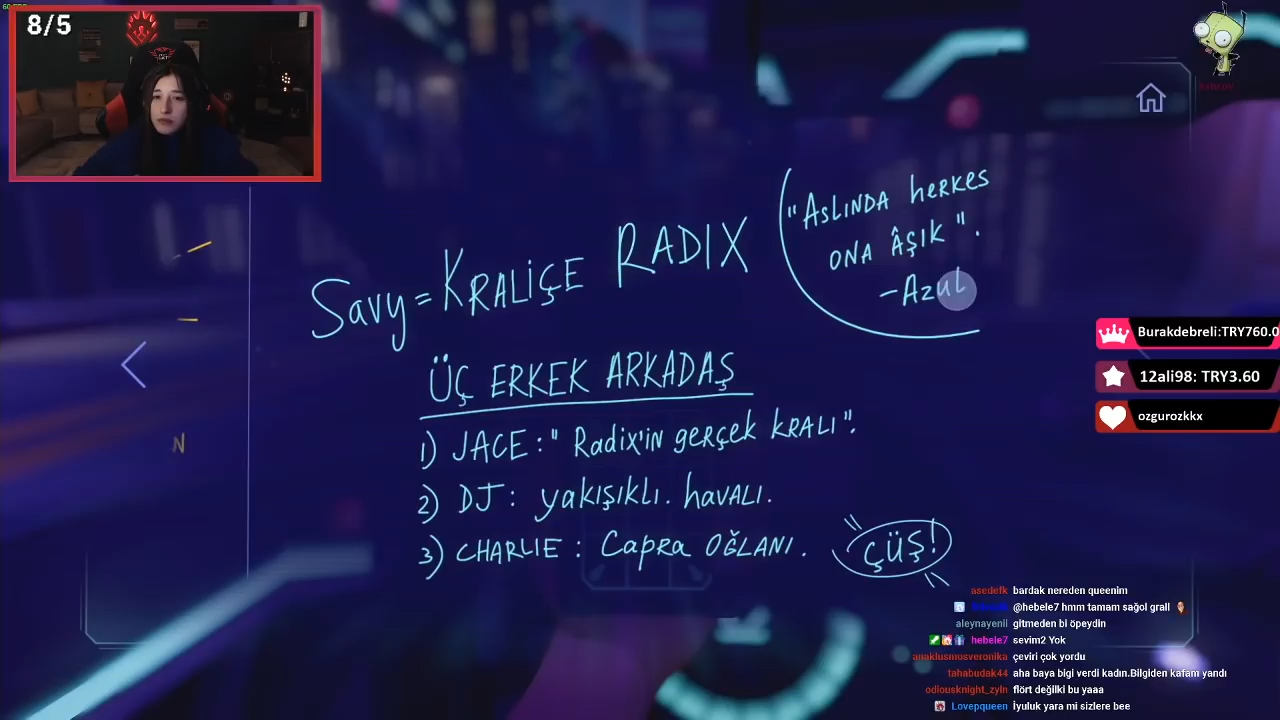 8/5
"ASLINDA herkes
ONA ÂŞIK".
-Azul
Savy = KRALİÇE RADIX
ÜÇ ERKEK ARKADAŞ
1) JACE : " Radix'in gerçek KRALI".
2) DJ : yakışıklı. havalı.
3) CHARLIE : Capra OĞLANI.
ÇÜŞ!
N
Burakdebreli:TRY760.0
12ali98: TRY3.60
ozgurozkkx
asedefk bardak nereden queenim
@hebele7 hmm tamam sağol grall
aleynayenii gitmeden bi öpeydin
hebele7 sevim2 Yok
anaklusmosveronika çeviri çok yordu
tahabudak44 aha baya bigi verdi kadın.Bilgiden kafam yandı
odiousknight_zyln flört değilki bu yaaa
Lovepqueen İyuluk yara mi sizlere bee